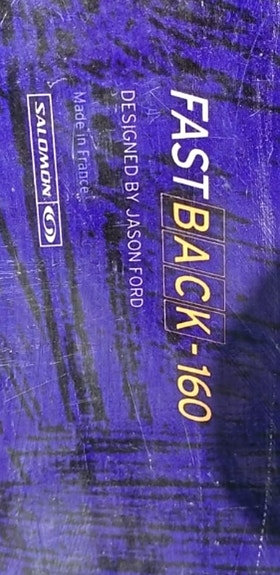 FASTBACK-160
DESIGNED BY JASON FORD
Made in France
SALOMON